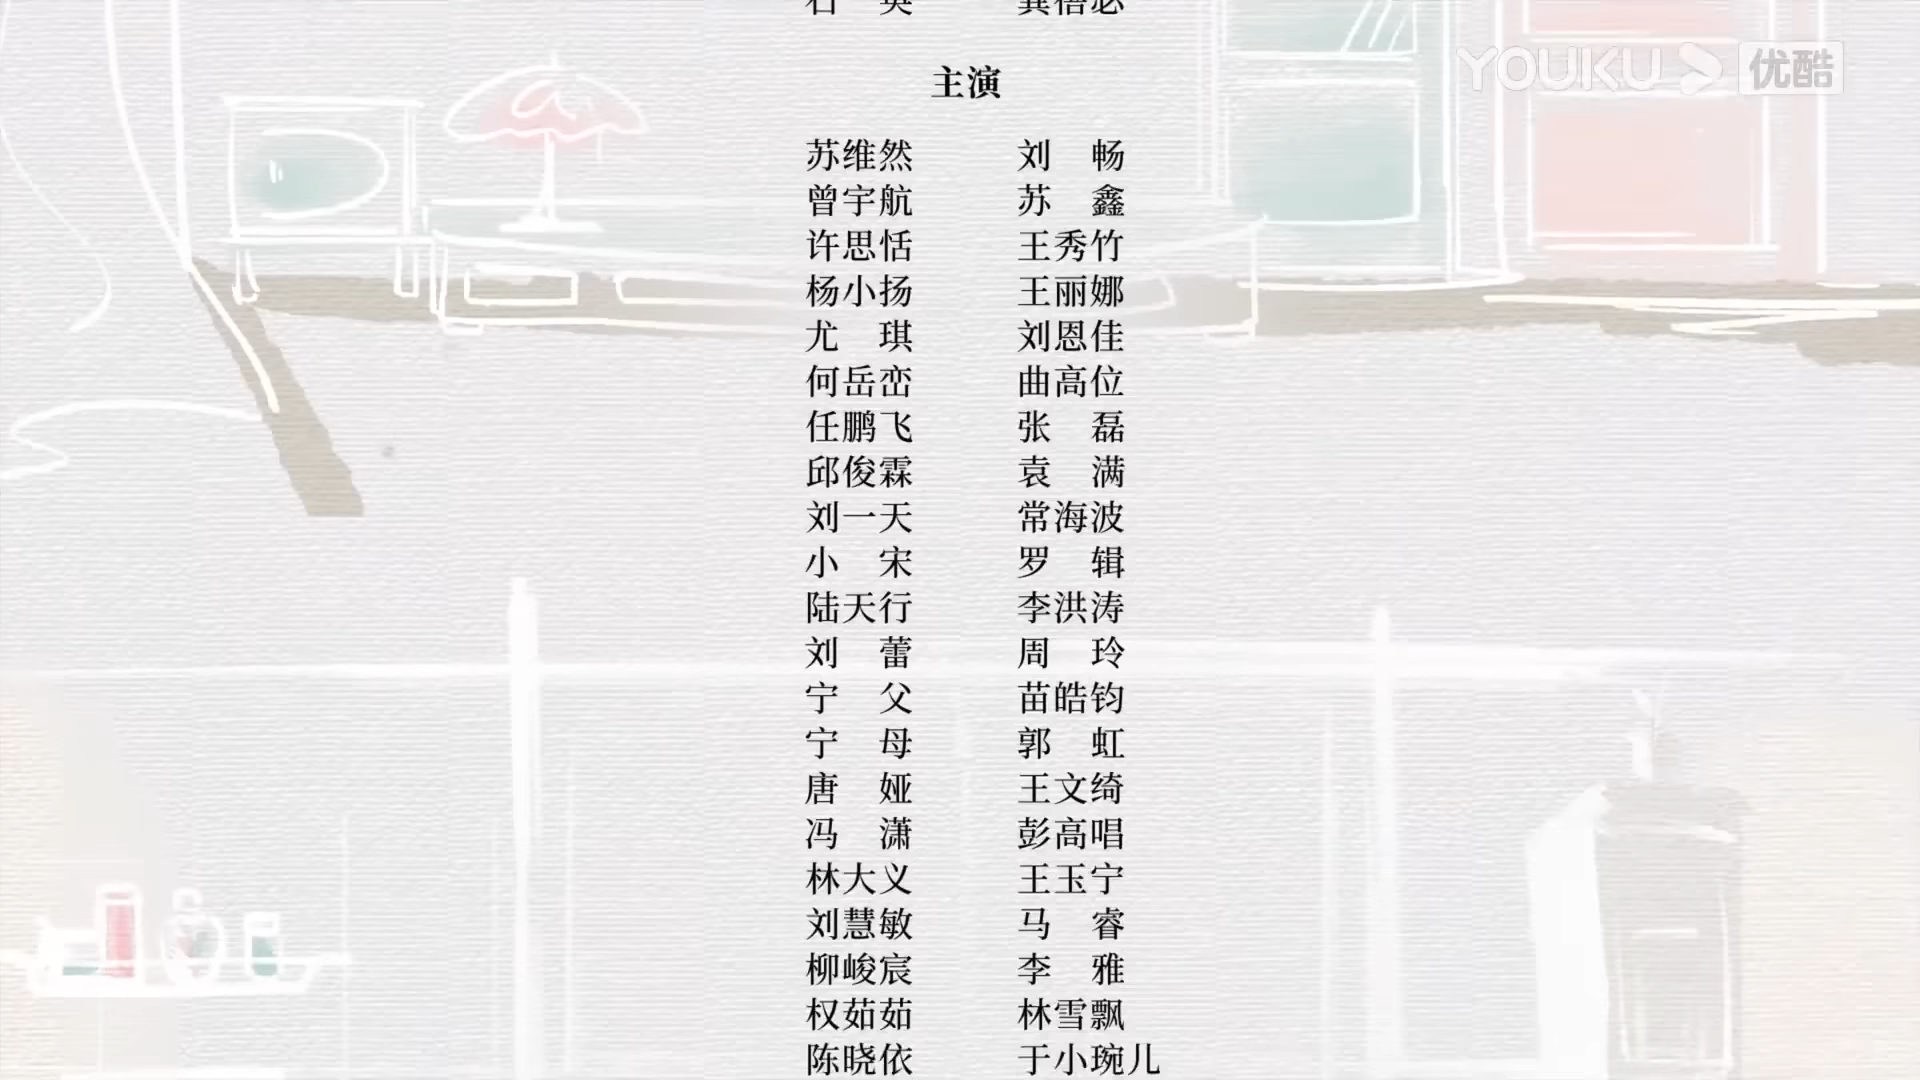 YOUKU 优酷
主演
苏维然 刘 畅
曾宇航 苏 鑫
许思恬 王秀竹
杨小扬 王丽娜
尤 琪 刘恩佳
何岳峦 曲高位
任鹏飞 张 磊
邱俊霖 袁 满
刘一天 常海波
小 宋 罗 辑
陆天行 李洪涛
刘 蕾 周 玲
宁 父 苗皓钧
宁 母 郭 虹
唐 娅 王文绮
冯 潇 彭高唱
林大义 王玉宁
刘慧敏 马 睿
柳峻宸 李 雅
权茹茹 林雪飘
陈晓依 于小琬儿